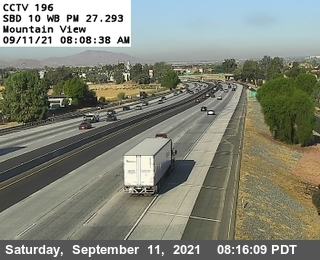 CCTV 196
SBD 10 WB PM 27.293
Mountain View
09/11/21 08:08:38 AM
Saturday, September 11, 2021 08:16:09 PDT